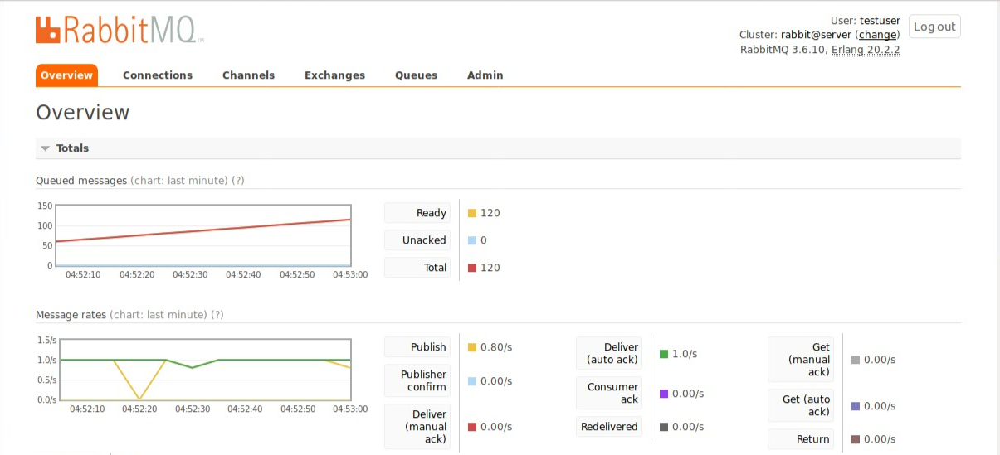 RabbitMQ TM
User: testuser
Cluster: rabbit@server (change)
RabbitMQ 3.6.10, Erlang 20.2.2
Log out
Overview Connections Channels Exchanges Queues Admin
Overview
Totals
Queued messages (chart: last minute) (?)
150
100
50
0
04:52:10 04:52:20 04:52:30 04:52:40 04:52:50 04:53:00
Ready 120
Unacked 0
Total 120
Message rates (chart: last minute) (?)
1.5/s
1.0/s
0.5/s
0.0/s
04:52:10 04:52:20 04:52:30 04:52:40 04:52:50 04:53:00
Publish 0.80/s
Publisher
confirm 0.00/s
Deliver
(manual
ack) 0.00/s
Deliver
(auto ack) 1.0/s
Consumer
ack 0.00/s
Redelivered 0.00/s
Get
(manual
ack) 0.00/s
Get (auto
ack) 0.00/s
Return 0.00/s